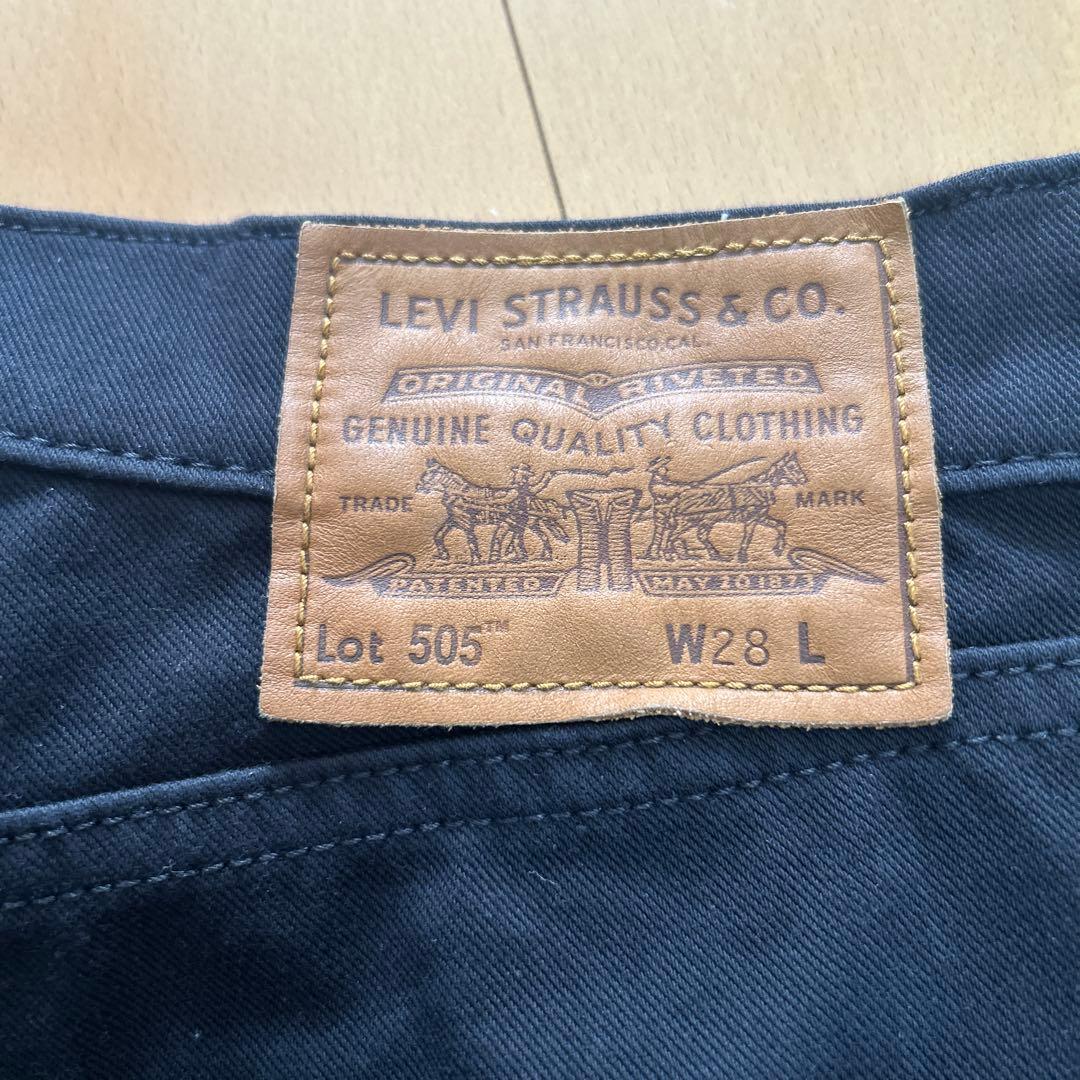 LEVI STRAUSS & CO.
SAN FRANCISCO, CAL.
ORIGINAL RIVETED
GENUINE QUALITY CLOTHING
TRADE MARK
PATENTED MAY 20 1873
Lot 505™ W28 L